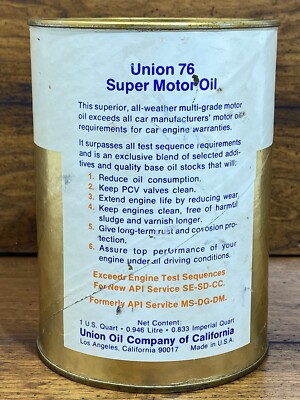 Union 76
Super Motor Oil
This superior, all-weather multi-grade motor
oil exceeds all car manufacturers' motor oil
requirements for car engine warranties.
It surpasses all test sequence requirements
and is an exclusive blend of selected addi-
tives and quality base oil stocks that will:
1. Reduce oil consumption.
2. Keep PCV valves clean.
3. Extend engine life by reducing wear.
4. Keep engines clean, free of harmful
sludge and varnish longer.
5. Give long-term rust and corrosion pro-
tection.
6. Assure top performance of your
engine under all driving conditions.
Exceeds Engine Test Sequences
For New API Service SE-SD-CC.
Formerly API Service MS-DG-DM.
Net Content:
1 U.S. Quart • 0.946 Litre • 0.833 Imperial Quart
Union Oil Company of California
Los Angeles, California 90017 Made in U.S.A.